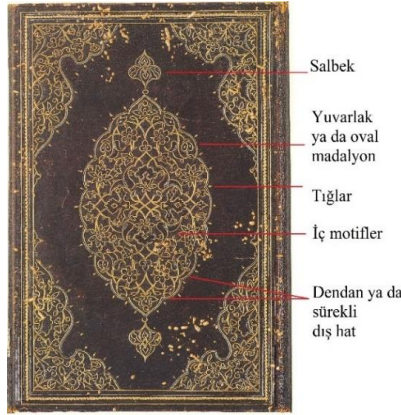 Salbek
Yuvarlak
ya da oval
madalyon
Tığlar
İç motifler
Dendan ya da
sürekli
dış hat